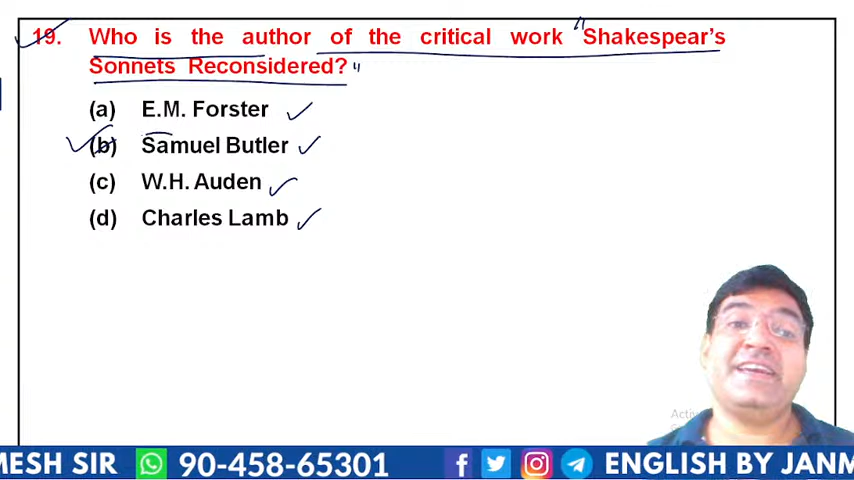 19. Who is the author of the critical work "Shakespear's
Sonnets Reconsidered?"
(a) E.M. Forster
(b) Samuel Butler
(c) W.H. Auden
(d) Charles Lamb
Activ
MESH SIR 90-458-65301 ENGLISH BY JANM